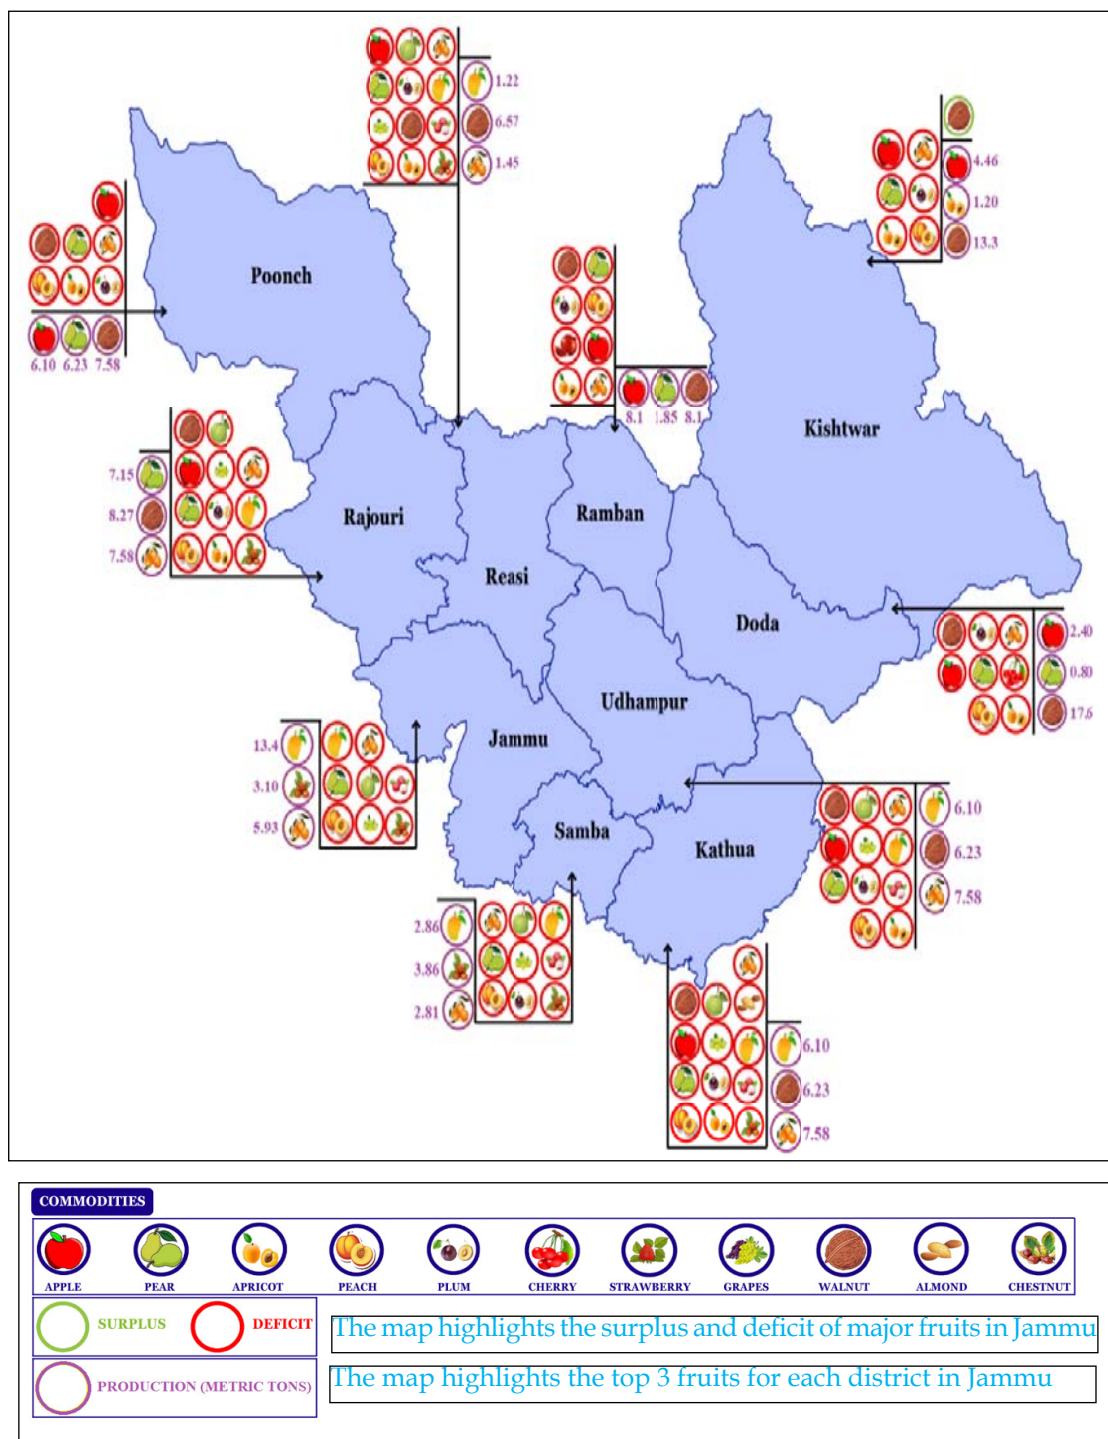 1.22
6.57
1.45
4.46
1.20
13.3
Poonch
6.10 6.23 7.58
8.1 1.85 8.1
Kishtwar
7.15
8.27
7.58
Rajouri
Ramban
Reasi
Doda
2.40
0.80
17.6
Udhampur
Jammu
13.4
3.10
5.93
Samba
Kathua
6.10
6.23
7.58
2.86
3.86
2.81
6.10
6.23
7.58
COMMODITIES
APPLE PEAR APRICOT PEACH PLUM CHERRY STRAWBERRY GRAPES WALNUT ALMOND CHESTNUT
SURPLUS DEFICIT
The map highlights the surplus and deficit of major fruits in Jammu
PRODUCTION (METRIC TONS)
The map highlights the top 3 fruits for each district in Jammu